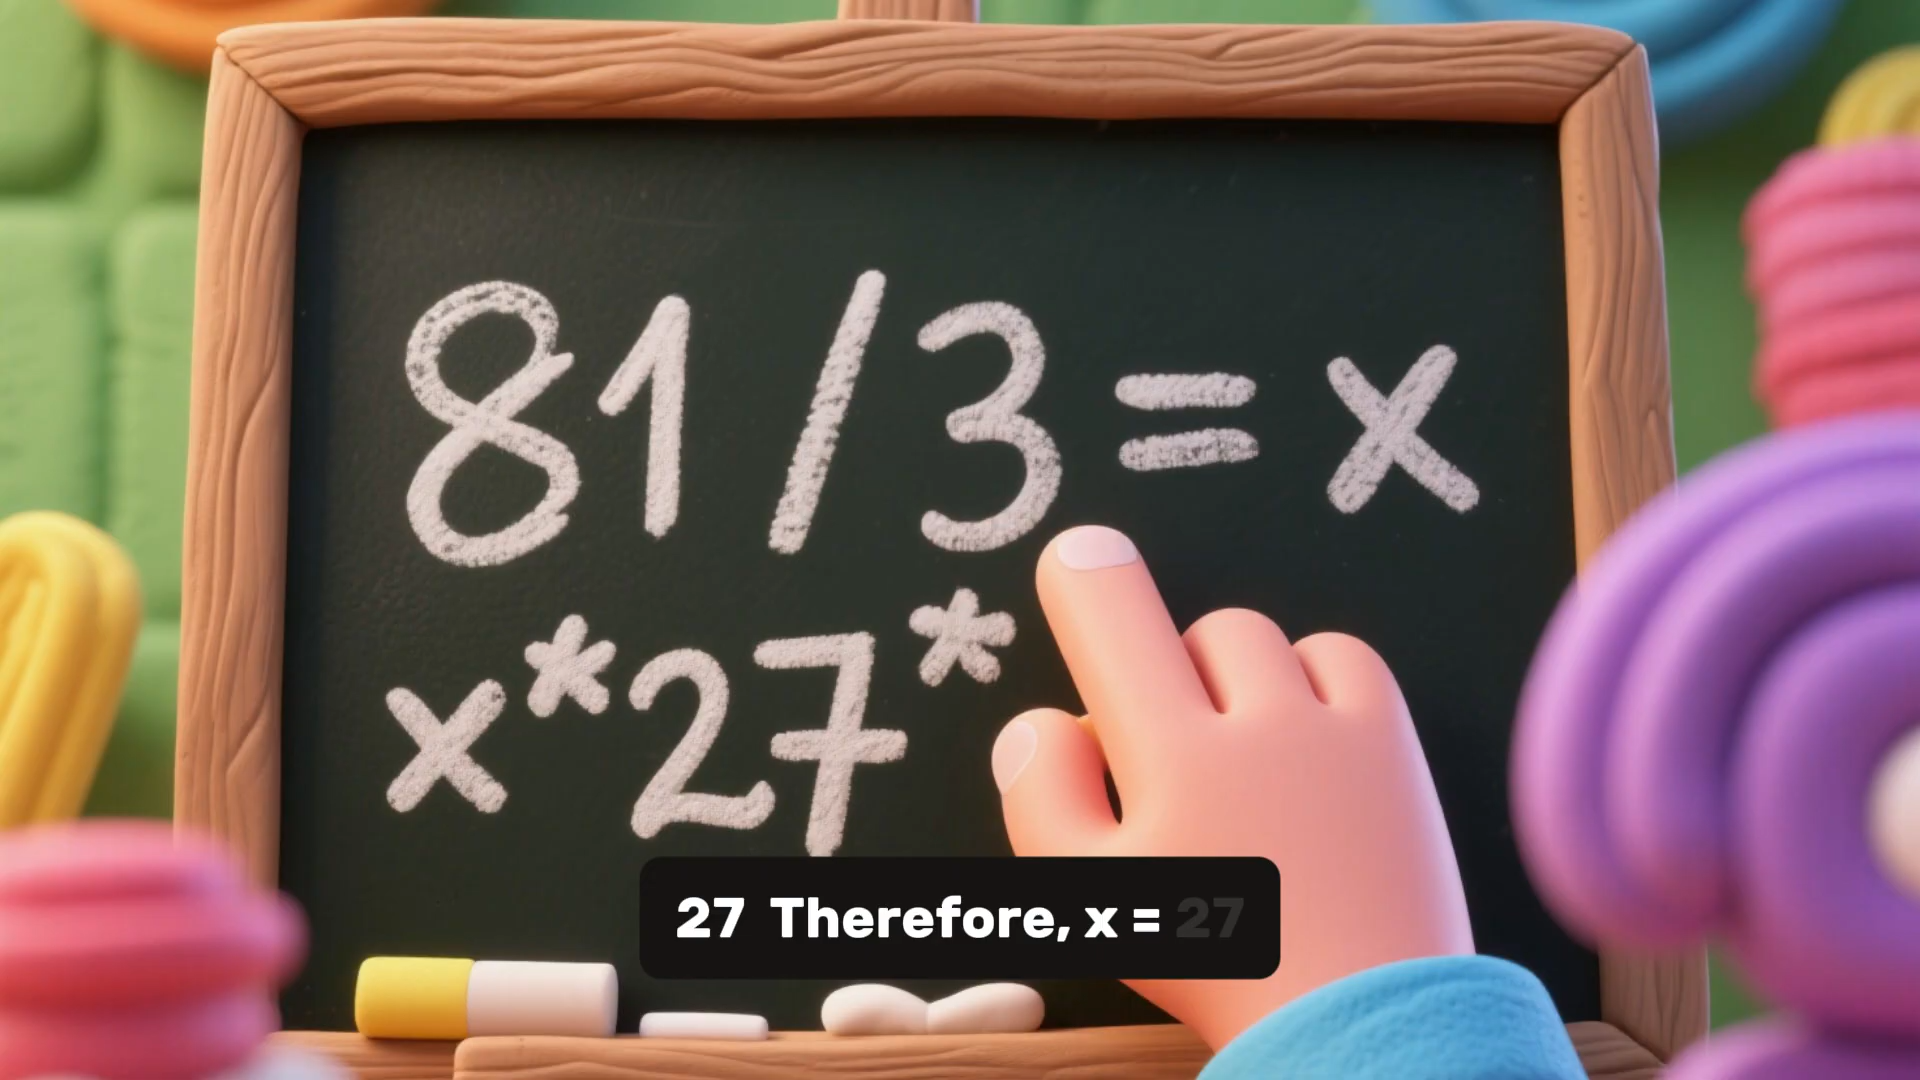 81/3=x
x*27*
27 Therefore, x = 27